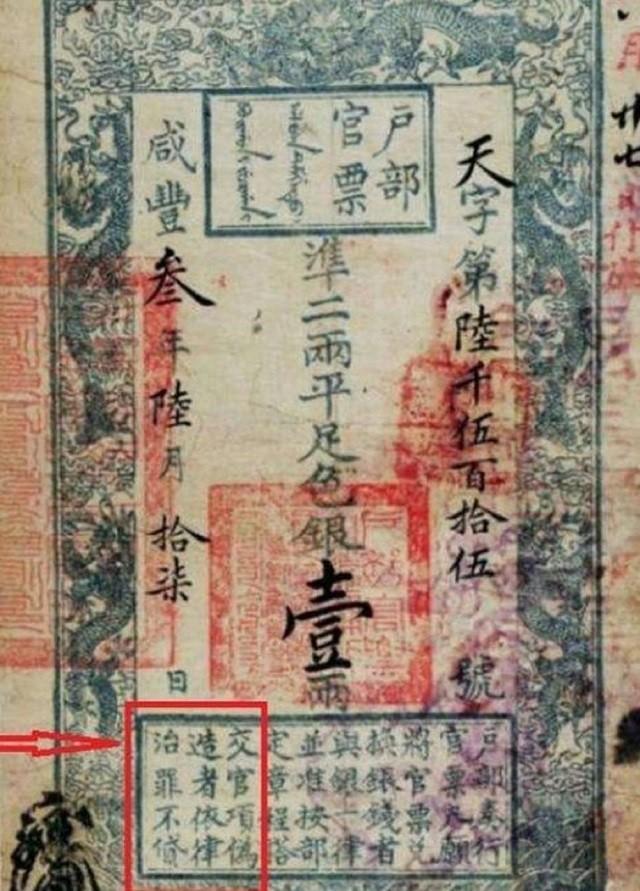 戶部
官票
天字第陸千伍百拾伍號
準二兩平足色銀壹兩
咸豐叁年陸月拾柒日
戶部奏行
官票凡願
將官票兌
換銀錢者
與銀一律
並准按部
定章程搭
交官項偽
造者依律
治罪不貸